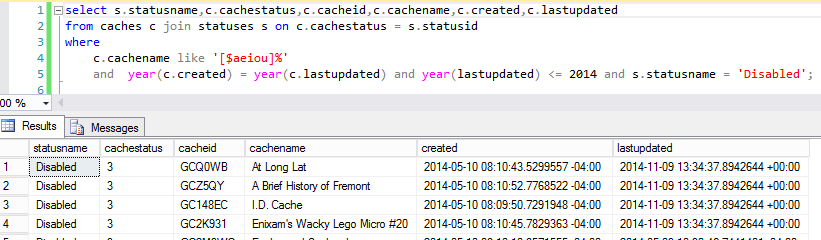 1 select s.statusname,c.cachestatus,c.cacheid,c.cachename,c.created,c.lastupdated
2 from caches c join statuses s on c.cachestatus = s.statusid
3 where
4 c.cachename like '[$aeiou]%'
5 and year(c.created) = year(c.lastupdated) and year(lastupdated) <= 2014 and s.statusname = 'Disabled';
6
00 %
Results Messages
statusname cachestatus cacheid cachename created lastupdated
1 Disabled 3 GCQ0WB At Long Lat 2014-05-10 08:10:43.5299557 -04:00 2014-11-09 13:34:37.8942644 +00:00
2 Disabled 3 GCZ5QY A Brief History of Fremont 2014-05-10 08:10:52.7768522 -04:00 2014-11-09 13:34:37.8942644 +00:00
3 Disabled 3 GC148EC I.D. Cache 2014-05-10 08:09:50.7291948 -04:00 2014-11-09 13:34:37.8942644 +00:00
4 Disabled 3 GC2K931 Enixam's Wacky Lego Micro #20 2014-05-10 08:10:45.7829363 -04:00 2014-11-09 13:34:37.8942644 +00:00